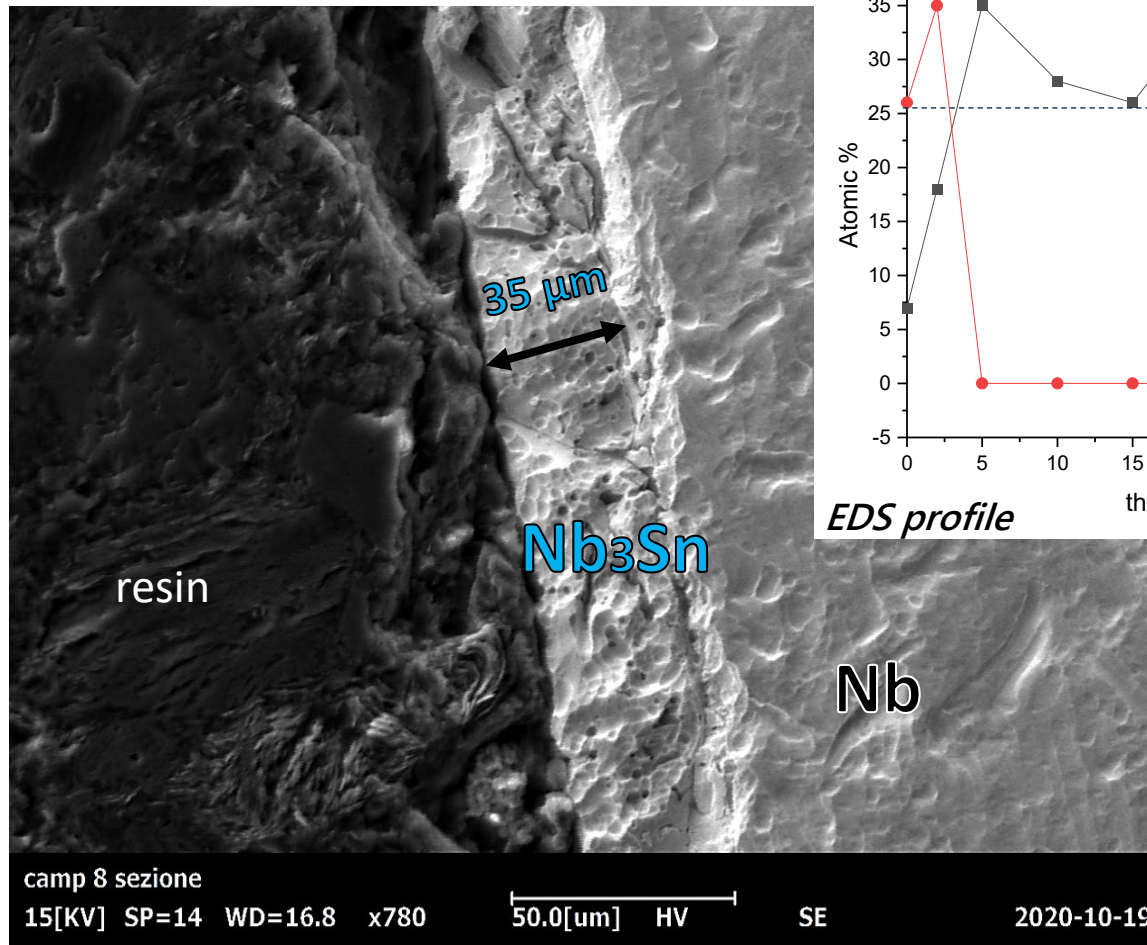 35
30
25
20
15
10
5
0
-5
Atomic %
0 5 10 15
th
EDS profile
35 µm
Nb3Sn
resin
Nb
camp 8 sezione
15[KV] SP=14 WD=16.8 x780 50.0[um] HV SE 2020-10-19